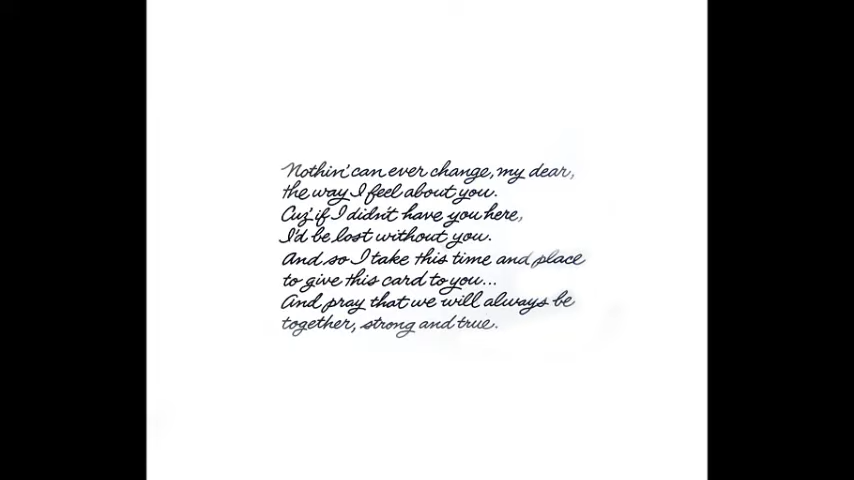 Nothin' can ever change, my dear,
the way I feel about you.
Cuz' if I didn't have you here,
I'd be lost without you.
And so I take this time and place
to give this card to you...
And pray that we will always be
together, strong and true.